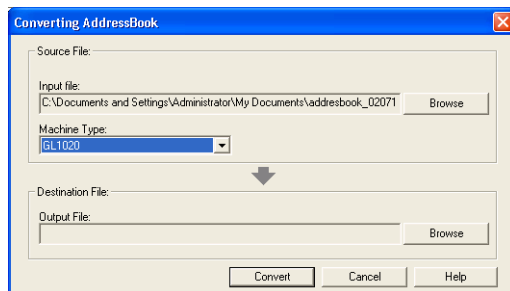 Converting AddressBook
Source File:
Input file:
C:\Documents and Settings\Administrator\My Documents\addresbook_02071
Browse
Machine Type:
GL1020
Destination File:
Output File:
Browse
Convert
Cancel
Help